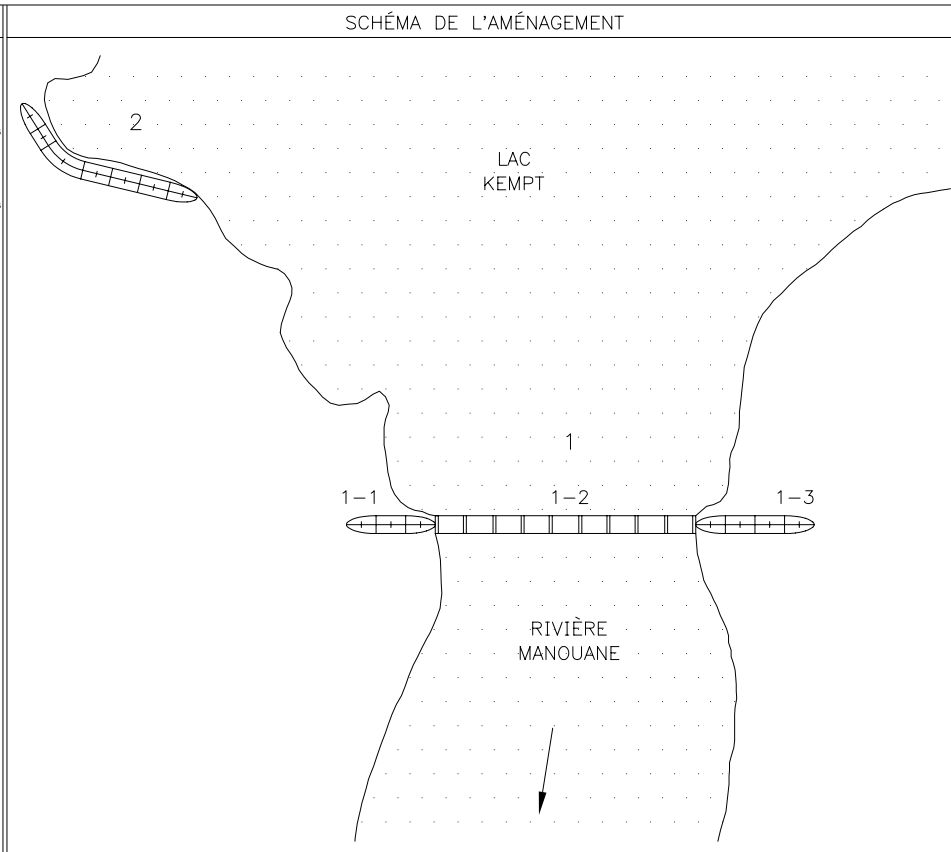 SCHÉMA DE L'AMÉNAGEMENT
2
LAC
KEMPT
1
1-1
1-2
1-3
RIVIÈRE
MANOUANE